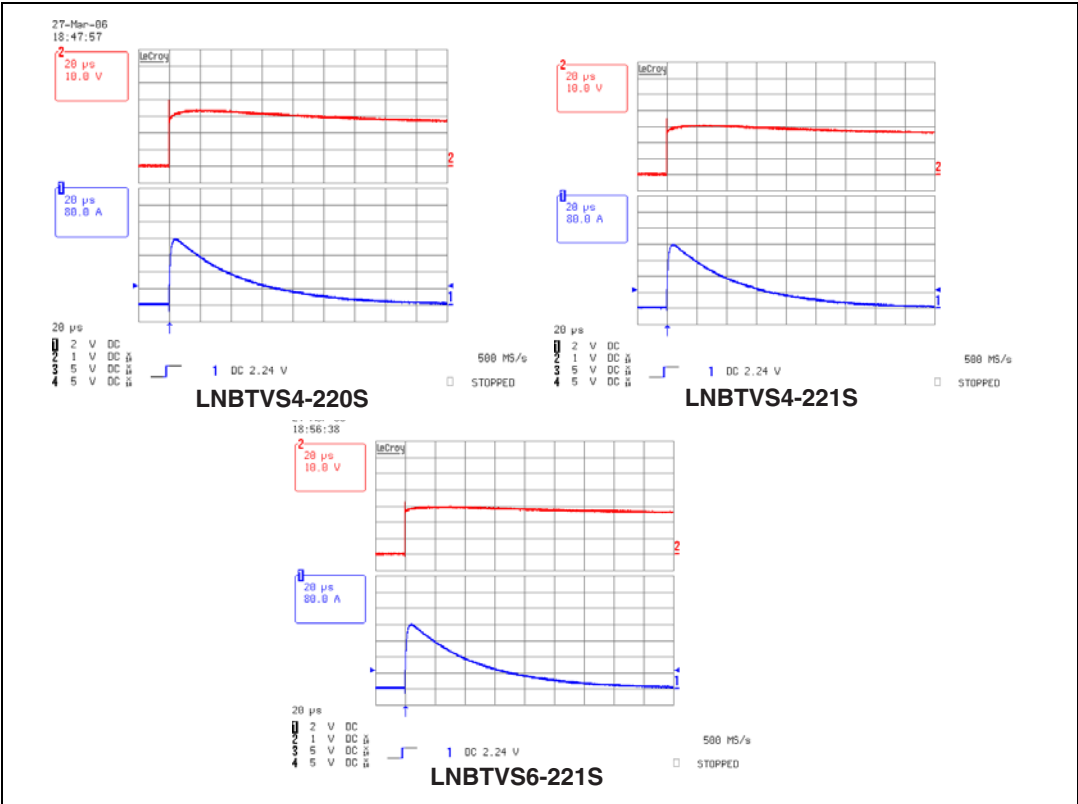 27-Mar-06
18:47:57
2
20 µs
10.0 V
LeCroy
2
1
20 µs
80.0 A
1
20 µs
1 2 V DC
2 1 V DC
3 5 V DC
4 5 V DC
1 DC 2.24 V
500 MS/s
STOPPED
LNBTVS4-220S
2
20 µs
10.0 V
LeCroy
2
1
20 µs
80.0 A
1
20 µs
1 2 V DC
2 1 V DC
3 5 V DC
4 5 V DC
1 DC 2.24 V
500 MS/s
STOPPED
LNBTVS4-221S
18:56:38
2
20 µs
10.0 V
LeCroy
2
1
20 µs
80.0 A
1
20 µs
1 2 V DC
2 1 V DC
3 5 V DC
4 5 V DC
1 DC 2.24 V
500 MS/s
STOPPED
LNBTVS6-221S